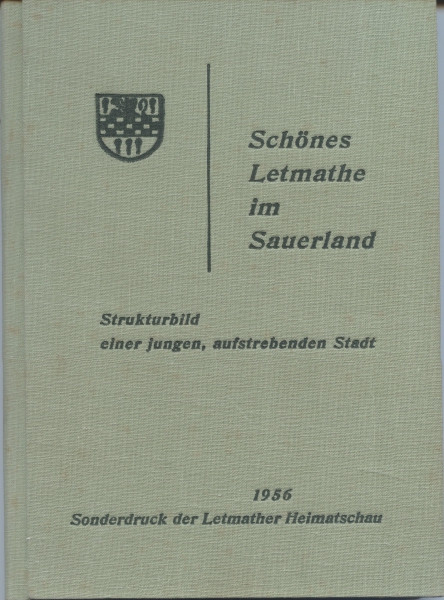 Schönes
Letmathe
im
Sauerland
Strukturbild
einer jungen, aufstrebenden Stadt
1956
Sonderdruck der Letmather Heimatschau